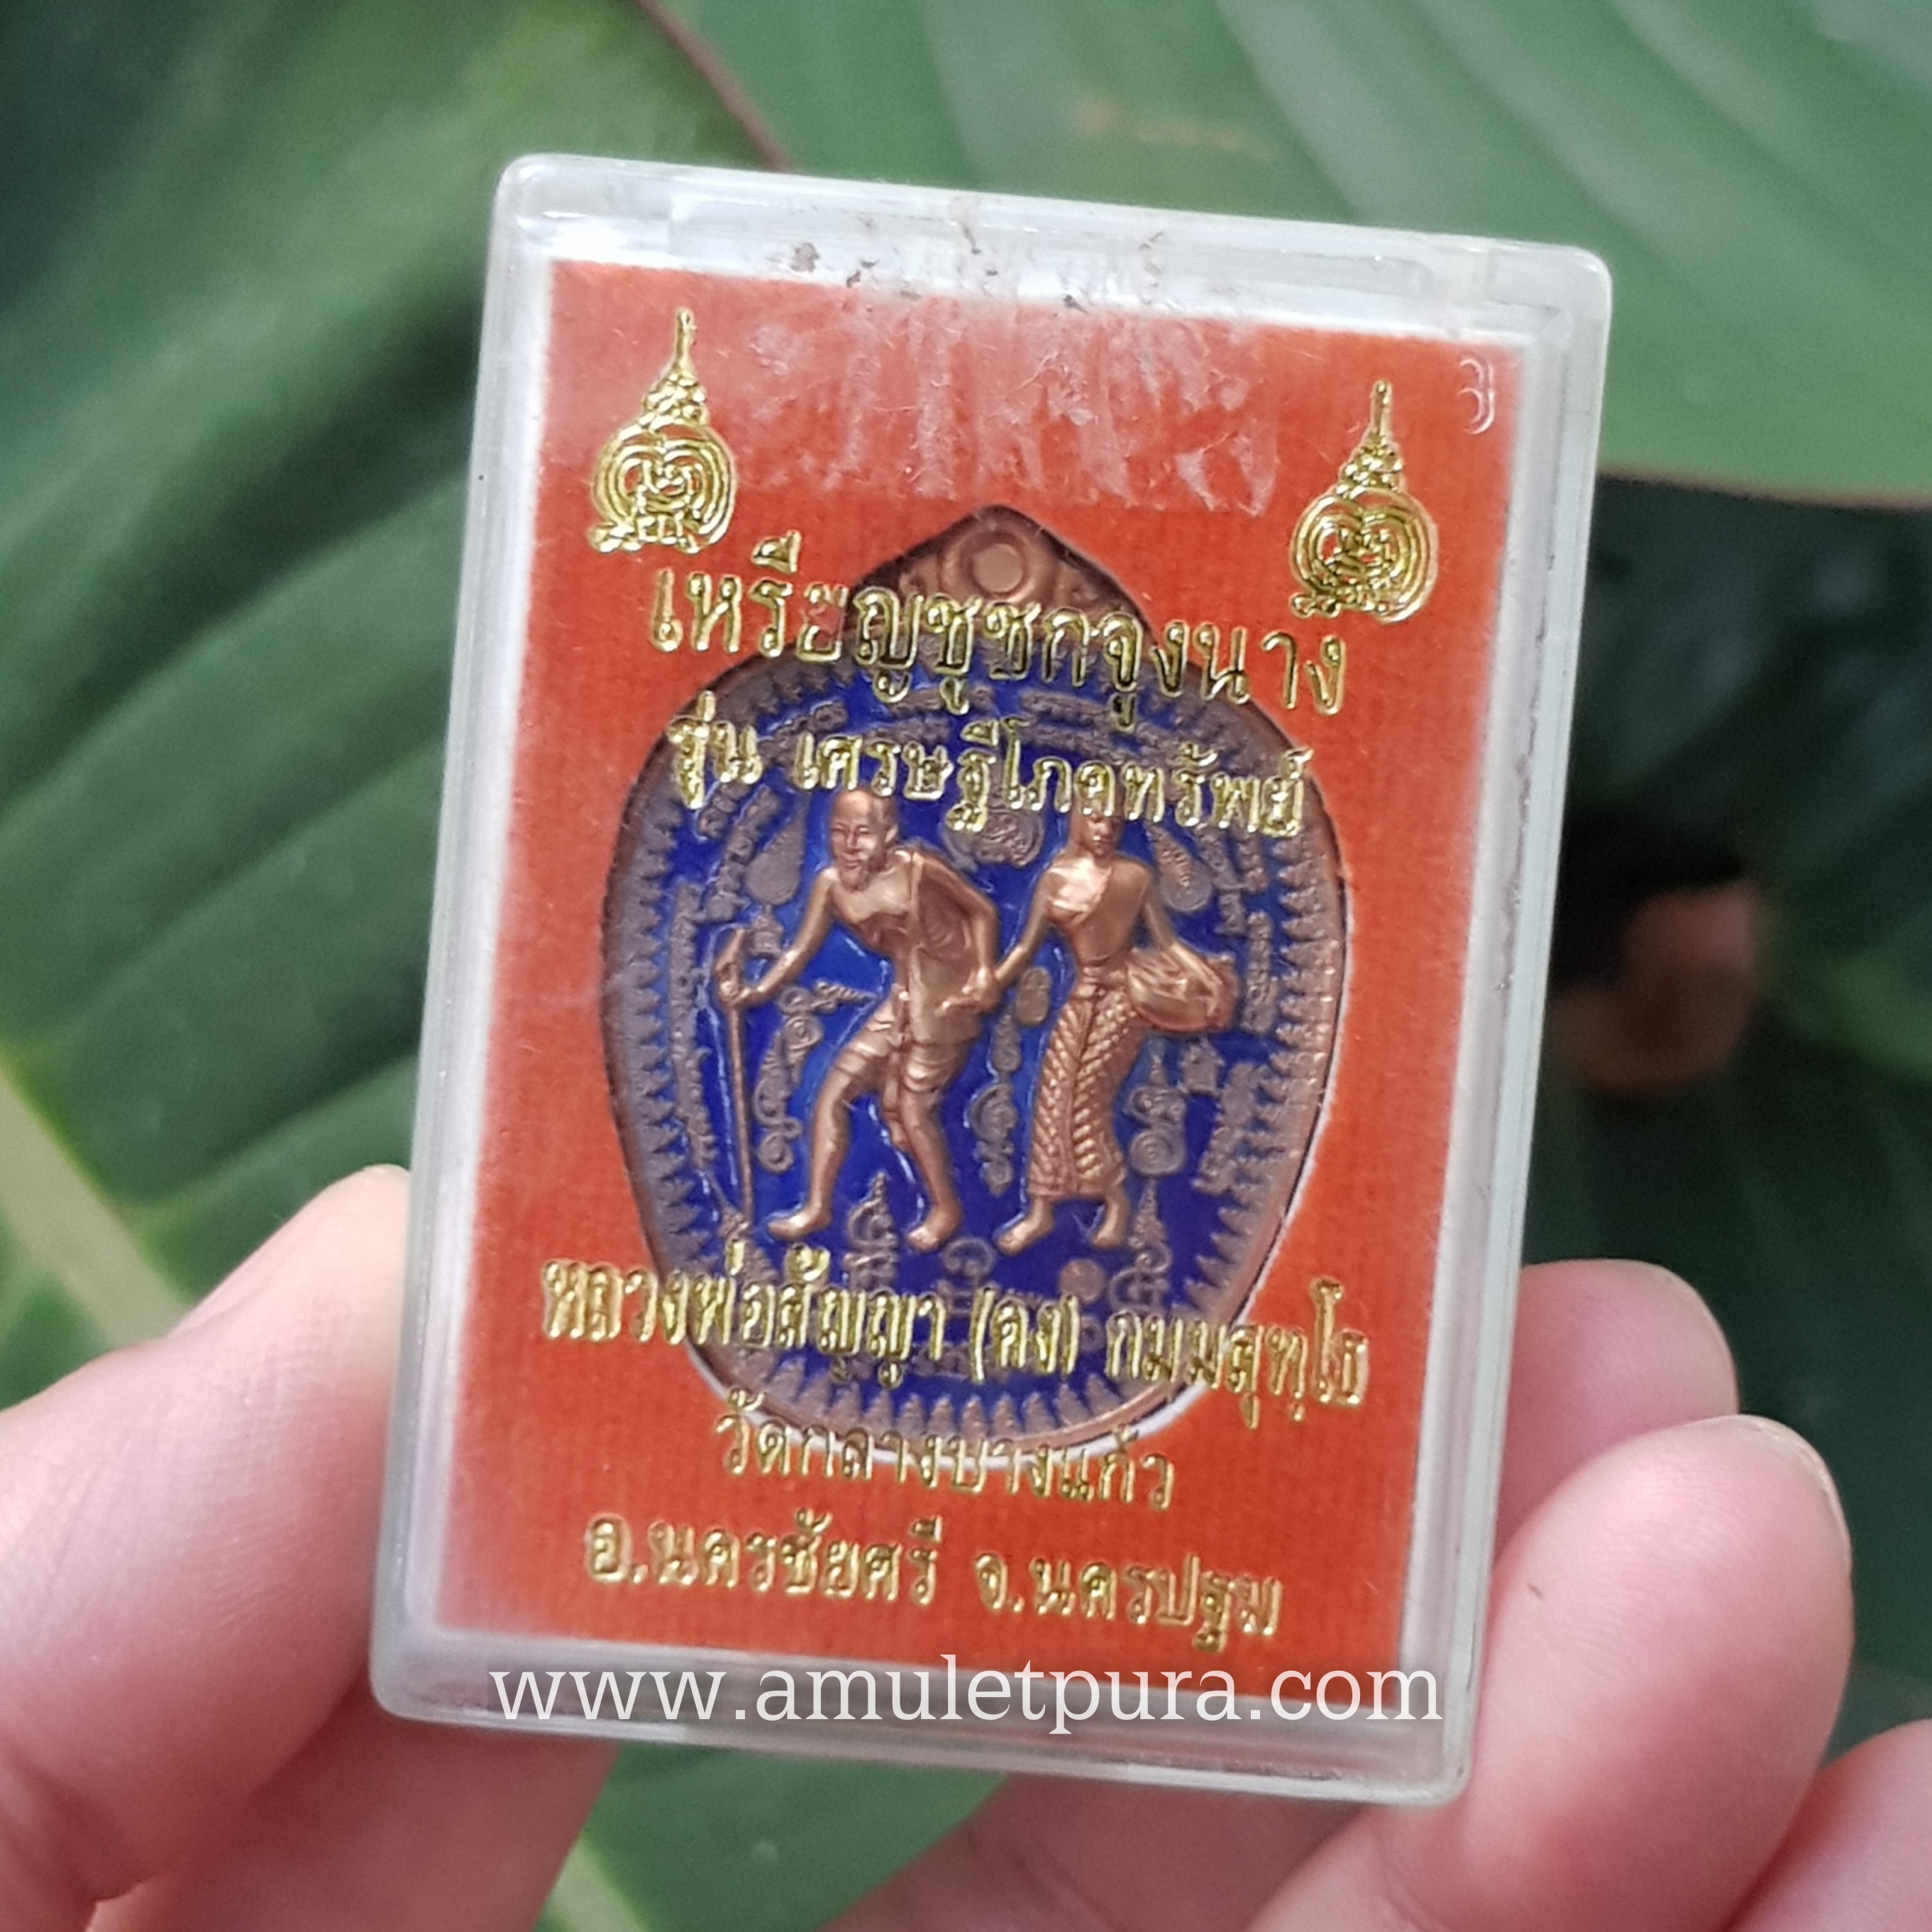 เหรียญชูชกจูงนาง
รุ่น เศรษฐีโภคทรัพย์
หลวงพ่อสัญญา (คง) กมฺมสุทฺโธ
วัดกลางบางแก้ว
อ.นครชัยศรี จ.นครปฐม
www.amuletpura.com